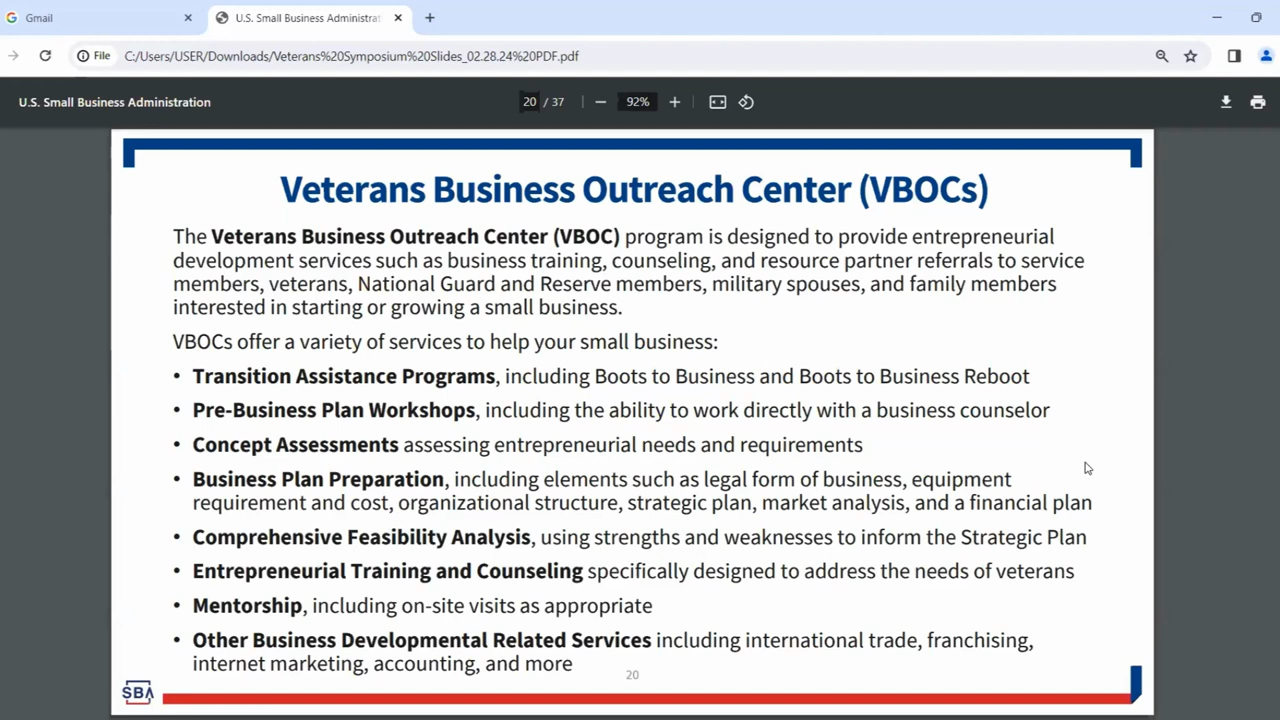 Gmail
U.S. Small Business Administrat
File
C:/Users/USER/Downloads/Veterans%20Symposium%20Slides_02.28.24%20PDF.pdf
U.S. Small Business Administration
20 / 37
92%
Veterans Business Outreach Center (VBOCs)
The Veterans Business Outreach Center (VBOC) program is designed to provide entrepreneurial
development services such as business training, counseling, and resource partner referrals to service
members, veterans, National Guard and Reserve members, military spouses, and family members
interested in starting or growing a small business.
VBOCs offer a variety of services to help your small business:
• Transition Assistance Programs, including Boots to Business and Boots to Business Reboot
• Pre-Business Plan Workshops, including the ability to work directly with a business counselor
• Concept Assessments assessing entrepreneurial needs and requirements
• Business Plan Preparation, including elements such as legal form of business, equipment
requirement and cost, organizational structure, strategic plan, market analysis, and a financial plan
• Comprehensive Feasibility Analysis, using strengths and weaknesses to inform the Strategic Plan
• Entrepreneurial Training and Counseling specifically designed to address the needs of veterans
• Mentorship, including on-site visits as appropriate
• Other Business Developmental Related Services including international trade, franchising,
internet marketing, accounting, and more
20
SBA